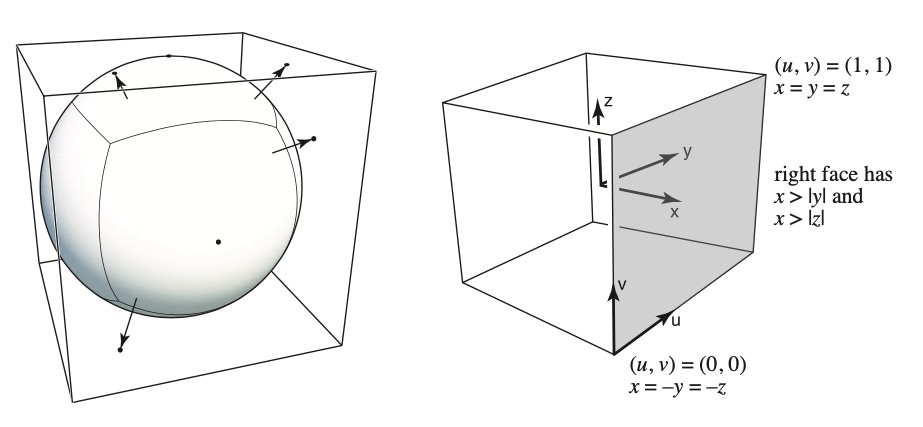 (u, v) = (1, 1)
x = y = z
z
y
x
right face has
x > |y| and
x > |z|
v
u
(u, v) = (0, 0)
x = –y = –z